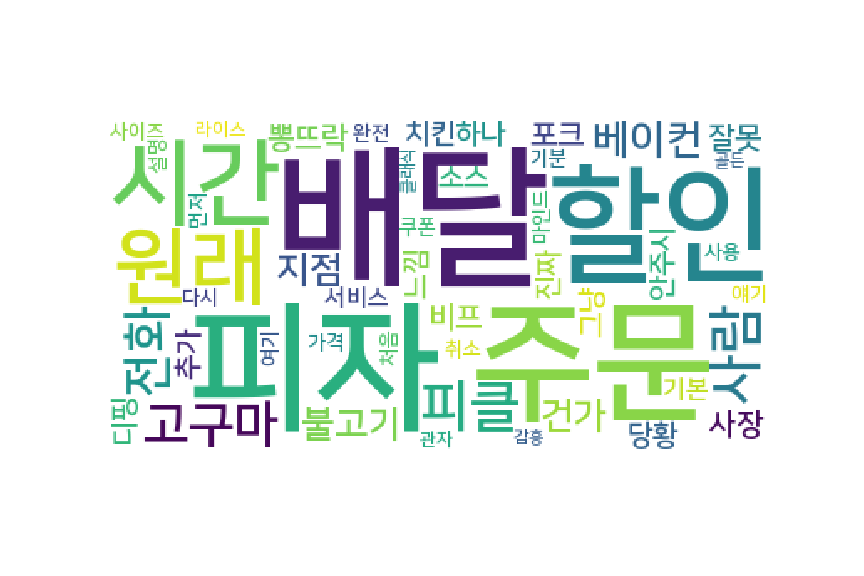 사이즈
라이스
뽕뜨락
완전
치킨하나
포크
베이컨
잘못
설명
시간
배달
클래식
소스
기분
할인
골든
먼저
원래
지점
느낌
쿠폰
마인드
진짜
안주시
사용
다시
서비스
비프
그냥
얘기
전화
추가
여기
피자
가격
처음
취소
주문
사람
디핑
고구마
불고기
관자
피클
감흥
건가
기본
당황
사장